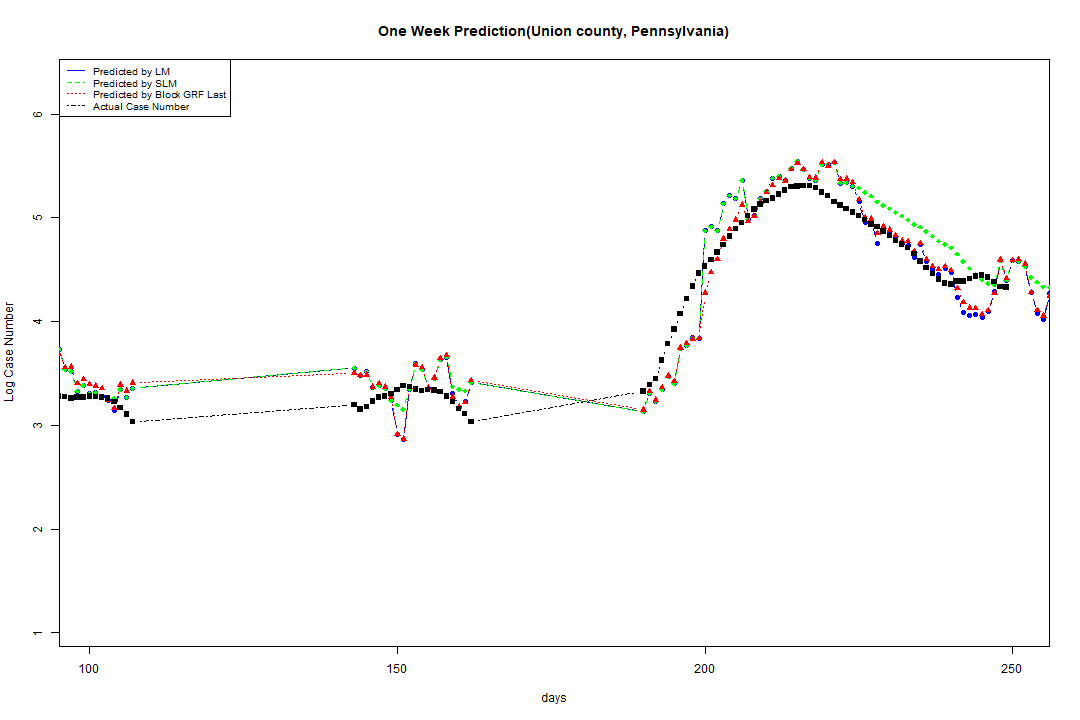 One Week Prediction(Union county, Pennsylvania)
Predicted by LM
Predicted by SLM
Predicted by Block GRF Last
Actual Case Number
6
5
4
3
2
1
Log Case Number
100 150 200 250
days